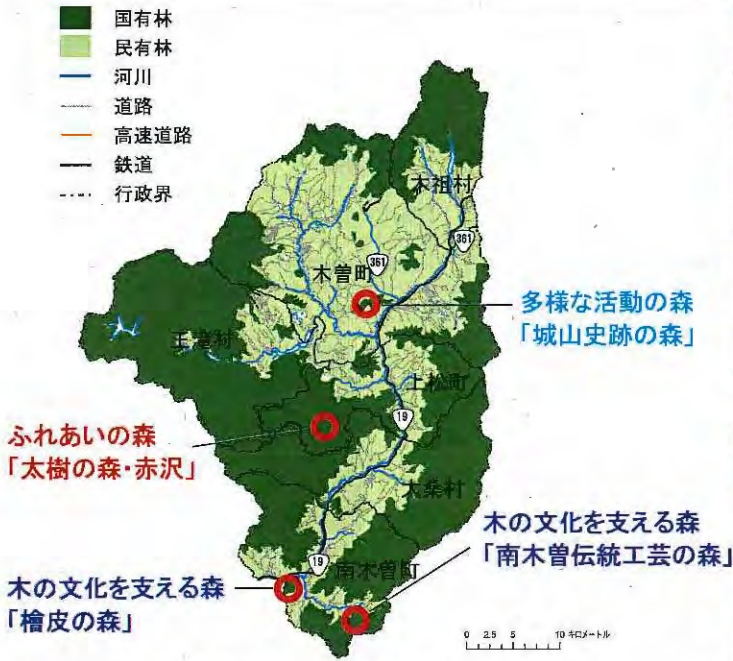 国有林
民有林
河川
道路
高速道路
鉄道
行政界
木祖村
361
361
木曽町
多様な活動の森
「城山史跡の森」
王滝村
上松町
19
ふれあいの森
「太樹の森・赤沢」
大桑村
木の文化を支える森
「南木曽伝統工芸の森」
19
南木曽町
木の文化を支える森
「檜皮の森」
0 2.5 5 10 キロメートル